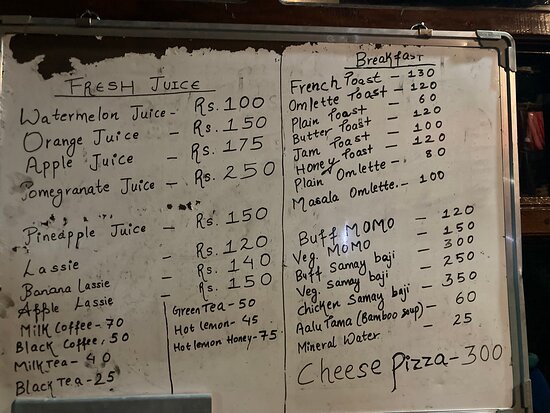 FRESH JUICE
Watermelon Juice - Rs. 100
Orange Juice - Rs. 150
Apple Juice - Rs. 175
Pomegranate Juice - Rs. 250
Pineapple Juice - Rs. 150
Lassie - Rs. 120
Banana Lassie - Rs. 140
Apple Lassie - Rs. 150
Milk Coffee - 70
Black Coffee, 50
Milk Tea - 40
Black Tea - 25
Green Tea - 50
Hot lemon - 45
Hot lemon Honey - 75
Breakfast
French Toast - 130
Omlette Toast - 120
Plain Toast - 60
Butter Toast - 120
Jam Toast - 100
Honey Toast - 120
Plain Omlette - 80
Masala Omlette. - 100
Buff MOMO - 120
Veg. MOMO - 150
Buff Samay baji - 300
Veg. Samay baji - 250
chicken Samay baji - 350
Aalu Tama (Bamboo soup) - 60
Mineral Water - 25
Cheese Pizza - 300